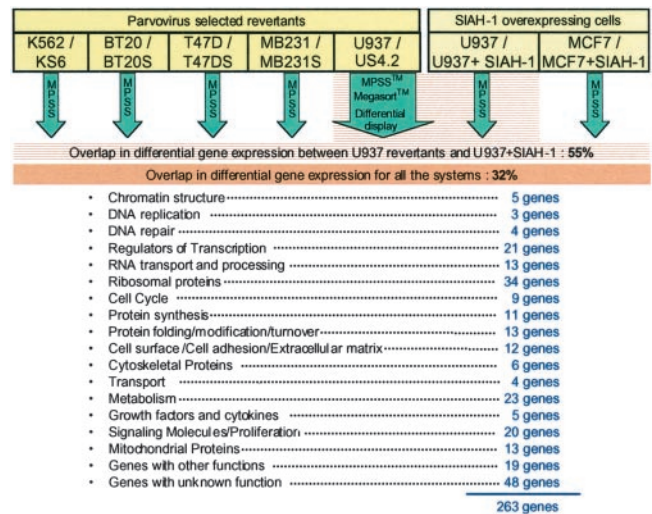 Parvovirus selected revertants
SIAH-1 overexpressing cells
K562 / KS6
BT20 / BT20S
T47D / T47DS
MB231 / MB231S
U937 / US4.2
U937 / U937+ SIAH-1
MCF7 / MCF7+SIAH-1
MPSS
MPSS
MPSS
MPSS
MPSS™
Megasort™
Differential
display
MPSS
MPSS
Overlap in differential gene expression between U937 revertants and U937+SIAH-1 : 55%
Overlap in differential gene expression for all the systems : 32%
• Chromatin structure 5 genes
• DNA replication 3 genes
• DNA repair 4 genes
• Regulators of Transcription 21 genes
• RNA transport and processing 13 genes
• Ribosomal proteins 34 genes
• Cell Cycle 9 genes
• Protein synthesis 11 genes
• Protein folding/modification/turnover 13 genes
• Cell surface/Cell adhesion/Extracellular matrix 12 genes
• Cytoskeletal Proteins 6 genes
• Transport 4 genes
• Metabolism 23 genes
• Growth factors and cytokines 5 genes
• Signaling Molecules/Proliferation 20 genes
• Mitochondrial Proteins 13 genes
• Genes with other functions 19 genes
• Genes with unknown function 48 genes
263 genes